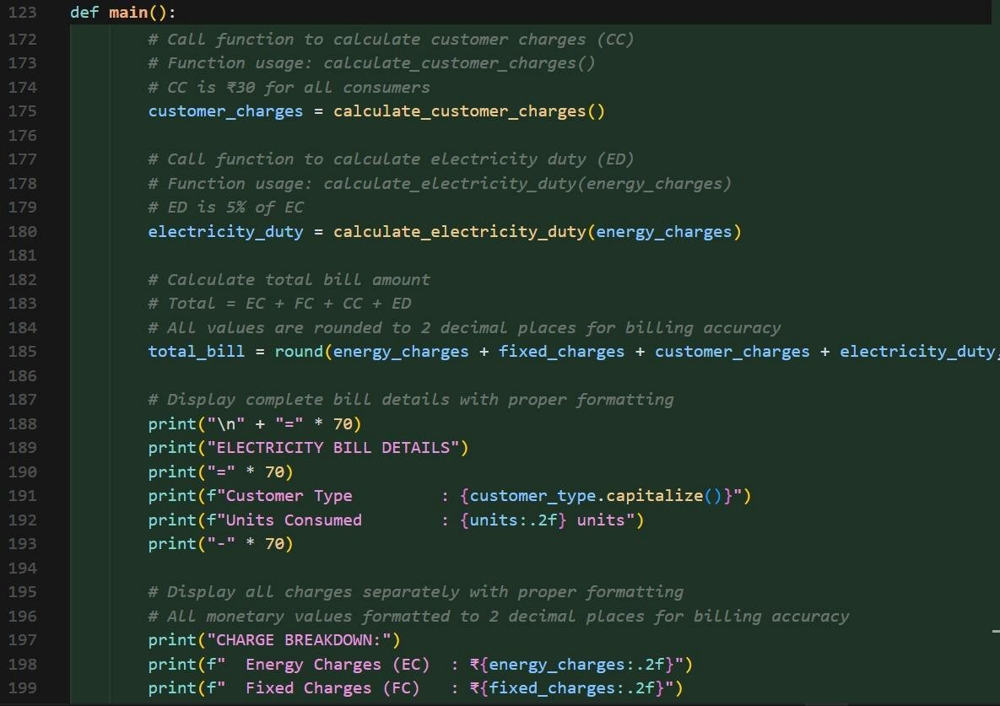 123 def main():
172 # Call function to calculate customer charges (CC)
173 # Function usage: calculate_customer_charges()
174 # CC is ₹30 for all consumers
175 customer_charges = calculate_customer_charges()
176
177 # Call function to calculate electricity duty (ED)
178 # Function usage: calculate_electricity_duty(energy_charges)
179 # ED is 5% of EC
180 electricity_duty = calculate_electricity_duty(energy_charges)
181
182 # Calculate total bill amount
183 # Total = EC + FC + CC + ED
184 # All values are rounded to 2 decimal places for billing accuracy
185 total_bill = round(energy_charges + fixed_charges + customer_charges + electricity_duty,
186
187 # Display complete bill details with proper formatting
188 print("\n" + "=" * 70)
189 print("ELECTRICITY BILL DETAILS")
190 print("=" * 70)
191 print(f"Customer Type         : {customer_type.capitalize()}")
192 print(f"Units Consumed        : {units:.2f} units")
193 print("-" * 70)
194
195 # Display all charges separately with proper formatting
196 # All monetary values formatted to 2 decimal places for billing accuracy
197 print("CHARGE BREAKDOWN:")
198 print(f"  Energy Charges (EC)  : ₹{energy_charges:.2f}")
199 print(f"  Fixed Charges (FC)   : ₹{fixed_charges:.2f}")